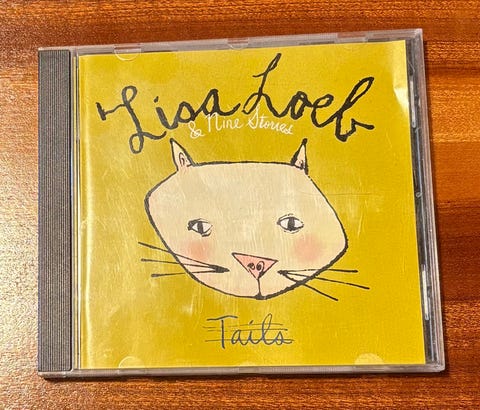 Lisa Loeb
& Nine Stories
Tails